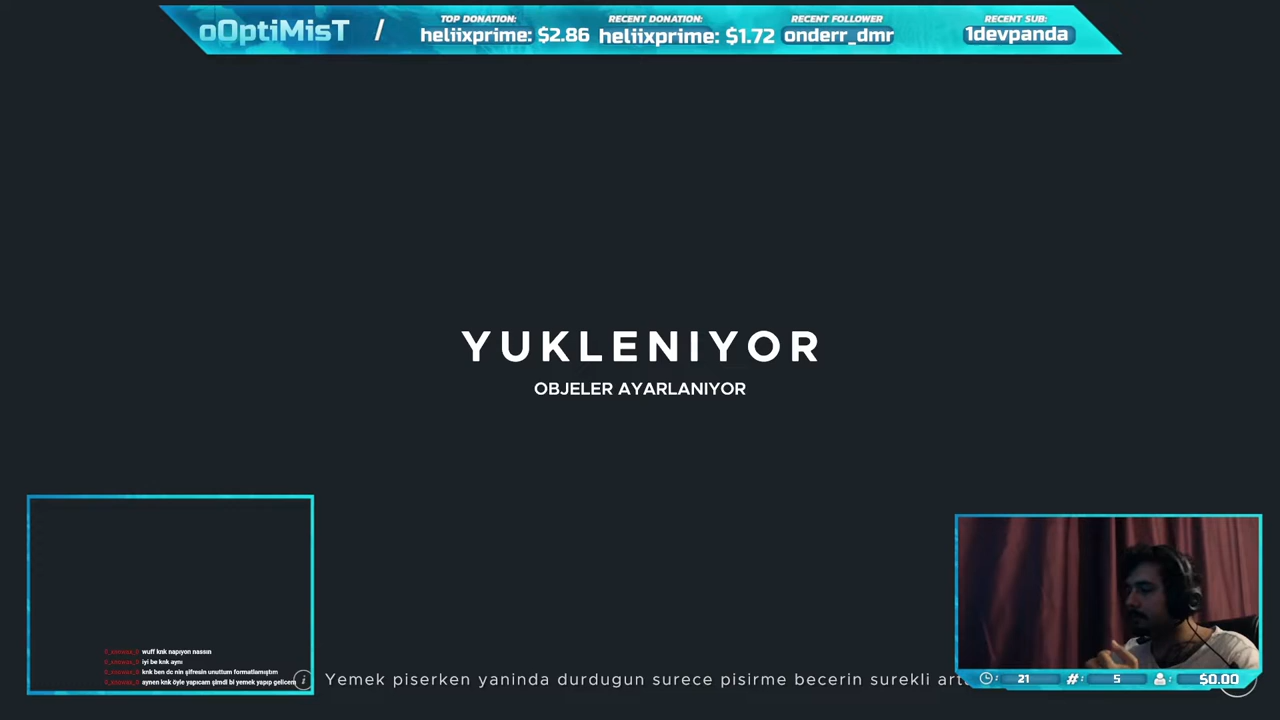 oOptiMisT /
TOP DONATION:
heliixprime: $2.86
RECENT DONATION:
heliixprime: $1.72
RECENT FOLLOWER
onderr_dmr
RECENT SUB:
1devpanda
YUKLENIYOR
OBJELER AYARLANIYOR
wuff knk napıyon nassın
iyi be knk aynı
knk ben dc nin şifresin unuttum formatlamıştım
aynen knk öyle yapıcam şimdi bi yemek yapıp gelicem
Yemek piserken yaninda durdugun surece pisirme becerin surekli
21 # 5 $0.00